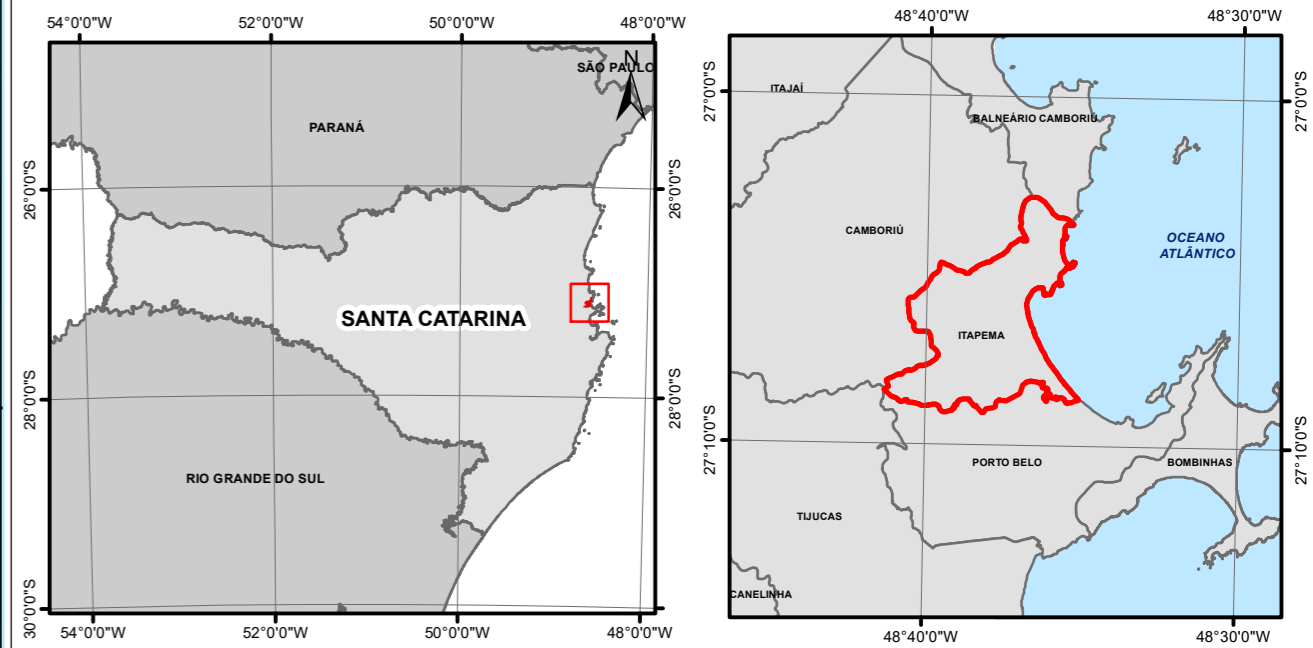 54°0'0"W
52°0'0"W
50°0'0"W
48°0'0"W
N
SÃO PAULO
PARANÁ
26°0'0"S
26°0'0"S
SANTA CATARINA
28°0'0"S
28°0'0"S
RIO GRANDE DO SUL
30°0'0"S
54°0'0"W
52°0'0"W
50°0'0"W
48°0'0"W
48°40'0"W
48°30'0"W
ITAJAÍ
27°0'0"S
27°0'0"S
BALNEÁRIO CAMBORIÚ
CAMBORIÚ
OCEANO
ATLÂNTICO
ITAPEMA
27°10'0"S
27°10'0"S
PORTO BELO
BOMBINHAS
TIJUCAS
CANELINHA
48°40'0"W
48°30'0"W